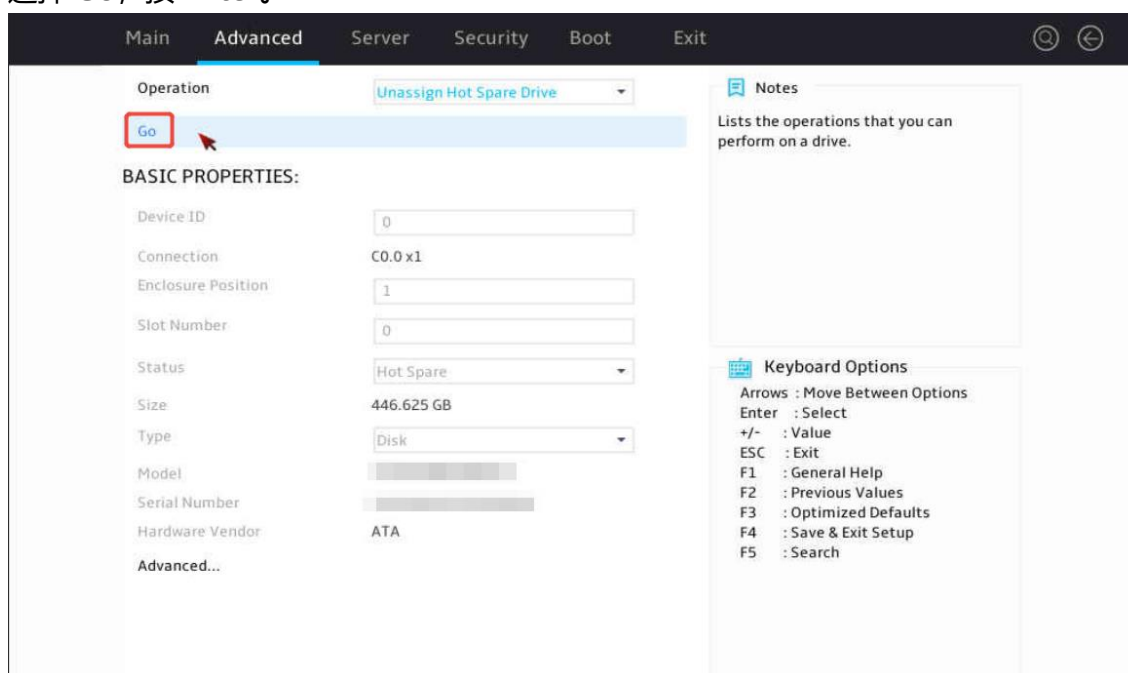 Main Advanced Server Security Boot Exit
Operation Unassign Hot Spare Drive
Go
BASIC PROPERTIES:
Device ID 0
Connection C0.0 x1
Enclosure Position 1
Slot Number 0
Status Hot Spare
Size 446.625 GB
Type Disk
Model
Serial Number
Hardware Vendor ATA
Advanced...
Notes
Lists the operations that you can
perform on a drive.
Keyboard Options
Arrows : Move Between Options
Enter : Select
+/- : Value
ESC : Exit
F1 : General Help
F2 : Previous Values
F3 : Optimized Defaults
F4 : Save & Exit Setup
F5 : Search